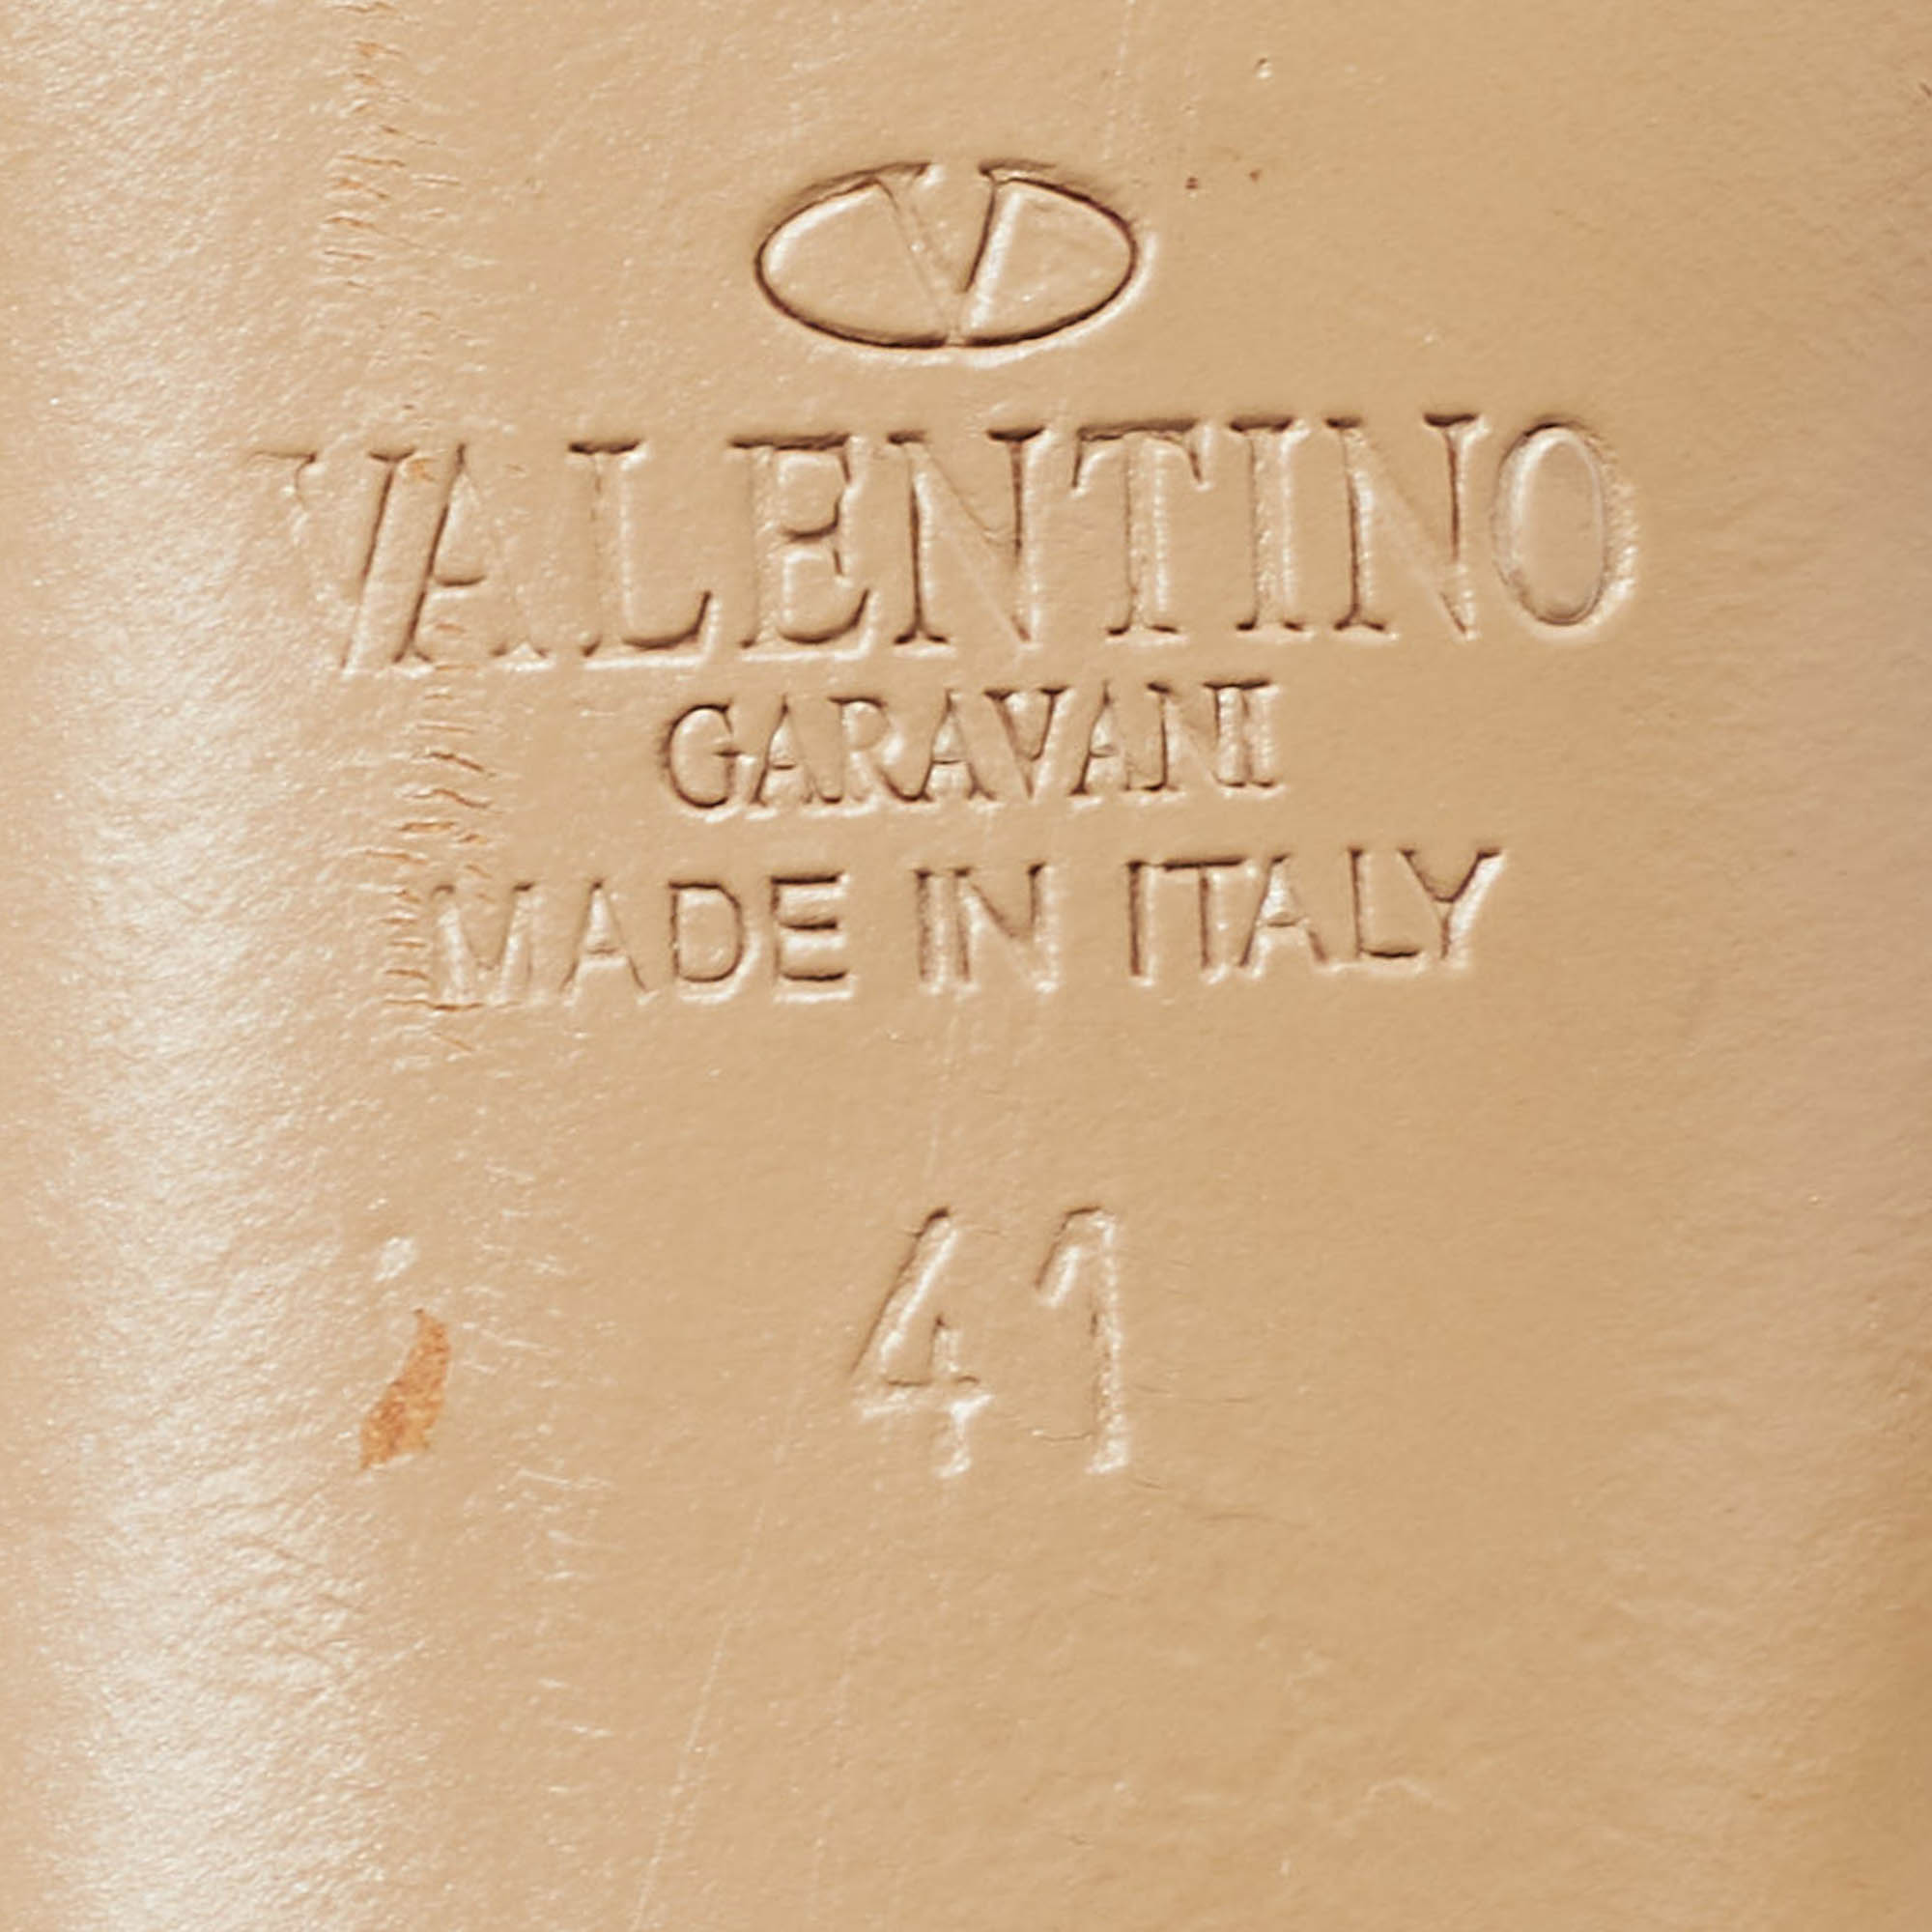 V
VALENTINO
GARAVANI
MADE IN ITALY
41